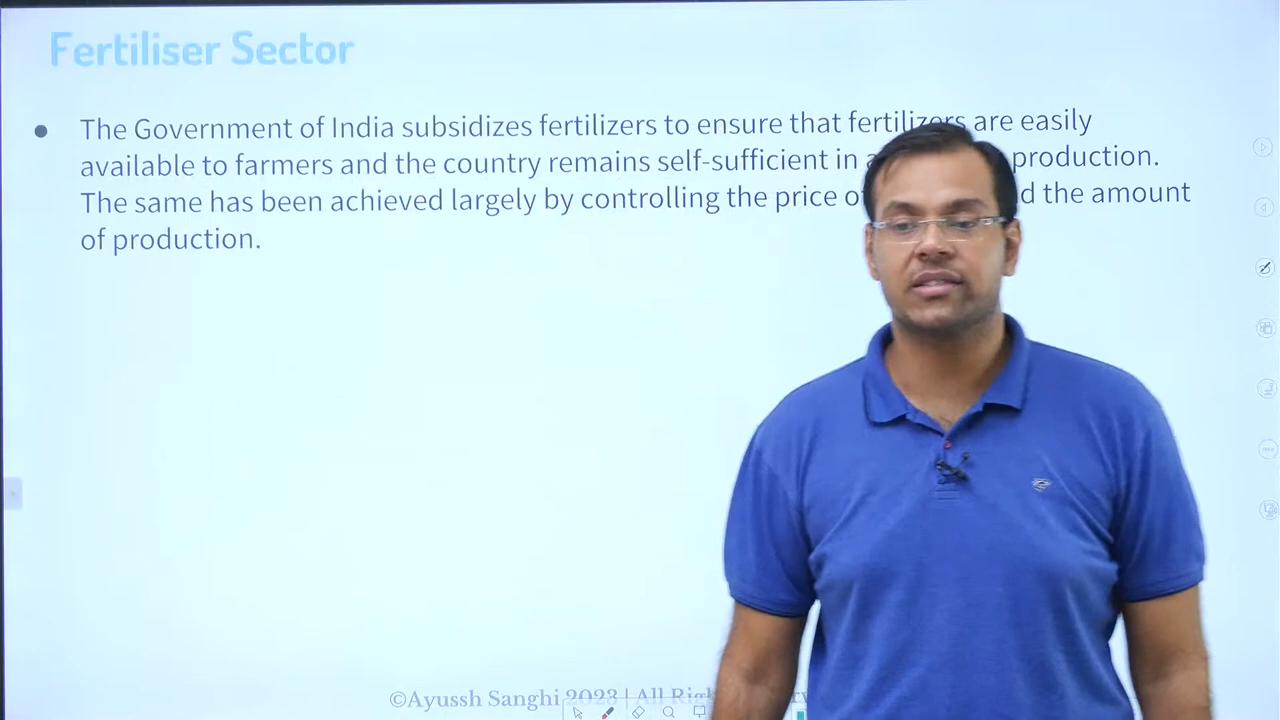 Fertiliser Sector
The Government of India subsidizes fertilizers to ensure that fertilizers are easily
available to farmers and the country remains self-sufficient in production.
The same has been achieved largely by controlling the price the amount
of production.
©Ayussh Sanghi 2023 | All